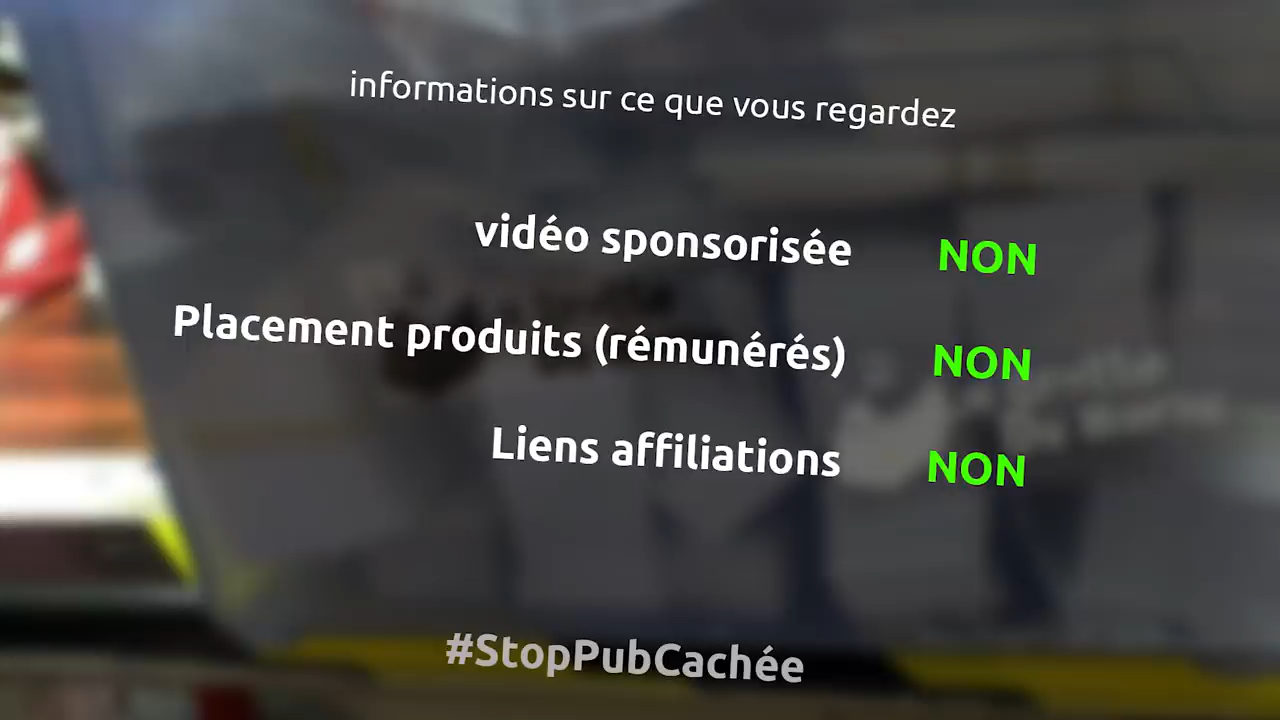 informations sur ce que vous regardez
vidéo sponsorisée NON
Placement produits (rémunérés) NON
Liens affiliations NON
#StopPubCachée